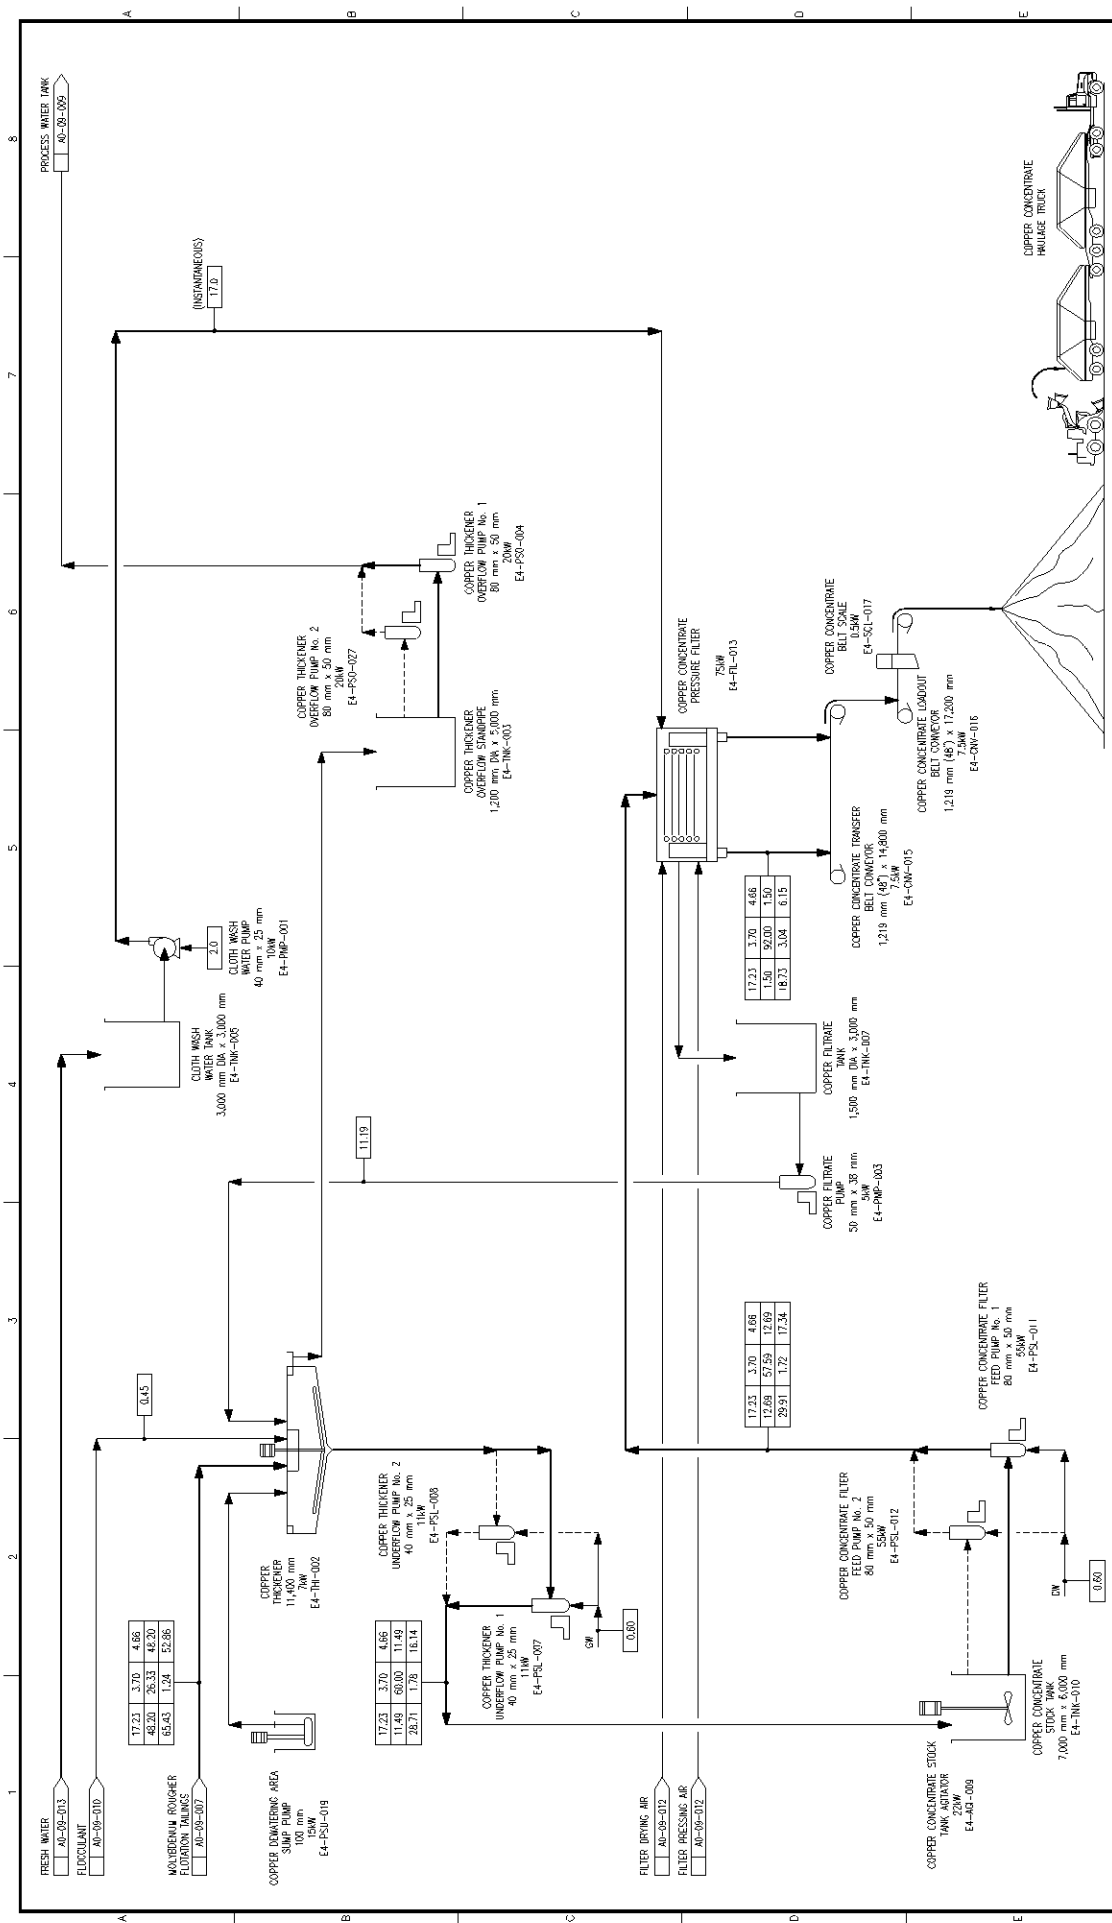 1
2
3
4
5
6
7
8
A
B
C
D
E
A
B
C
D
E
FRESH WATER
A0-09-013
FLOCCULANT
A0-09-010
MOLYBDENUM ROUGHER
FLOTATION TAILINGS
A0-09-007
17.23 3.70 4.66
48.20 26.33 48.20
65.43 1.24 52.86
0.45
COPPER DEWATERING AREA
SUMP PUMP
100 mm
15kW
E4-PSU-019
COPPER
THICKENER
11,400 mm
7kW
E4-THI-002
CLOTH WASH
WATER TANK
3,000 mm DIA x 3,000 mm
E4-TNK-005
2.0
CLOTH WASH
WATER PUMP
40 mm x 25 mm
10kW
E4-PMP-001
PROCESS WATER TANK
A0-09-009
(INSTANTANEOUS)
17.0
11.19
COPPER THICKENER
OVERFLOW PUMP No. 2
80 mm x 50 mm
20kW
E4-PSO-027
COPPER THICKENER
OVERFLOW STANDPIPE
1,200 mm DIA x 5,000 mm
E4-TNK-003
COPPER THICKENER
OVERFLOW PUMP No. 1
80 mm x 50 mm
20kW
E4-PSO-004
COPPER THICKENER
UNDERFLOW PUMP No. 2
40 mm x 25 mm
11kW
E4-PSL-008
17.23 3.70 4.66
11.49 60.00 11.49
28.71 1.78 16.14
COPPER THICKENER
UNDERFLOW PUMP No. 1
40 mm x 25 mm
11kW
E4-PSL-007
GW
0.60
FILTER DRYING AIR
A0-09-012
FILTER PRESSING AIR
A0-09-012
COPPER CONCENTRATE
PRESSURE FILTER
75kW
E4-FIL-013
17.23 3.70 4.66
12.69 57.59 12.69
29.91 1.72 17.34
17.23 3.70 4.66
1.50 92.00 1.50
18.73 3.04 6.15
COPPER FILTRATE
PUMP
50 mm x 38 mm
5kW
E4-PMP-003
COPPER FILTRATE
TANK
1,500 mm DIA x 3,000 mm
E4-TNK-007
COPPER CONCENTRATE TRANSFER
BELT CONVEYOR
1,219 mm (48") x 14,800 mm
7.5kW
E4-CNV-015
COPPER CONCENTRATE
BELT SCALE
0.5kW
E4-SCL-017
COPPER CONCENTRATE LOADOUT
BELT CONVEYOR
1,219 mm (48") x 17,200 mm
7.5kW
E4-CNV-016
COPPER CONCENTRATE STOCK
TANK AGITATOR
22kW
E4-AGI-009
COPPER CONCENTRATE FILTER
FEED PUMP No. 2
80 mm x 50 mm
55kW
E4-PSL-012
COPPER CONCENTRATE FILTER
FEED PUMP No. 1
80 mm x 50 mm
55kW
E4-PSL-011
COPPER CONCENTRATE
STOCK TANK
7,000 mm x 6,000 mm
E4-TNK-010
GW
0.60
COPPER CONCENTRATE
HAULAGE TRUCK